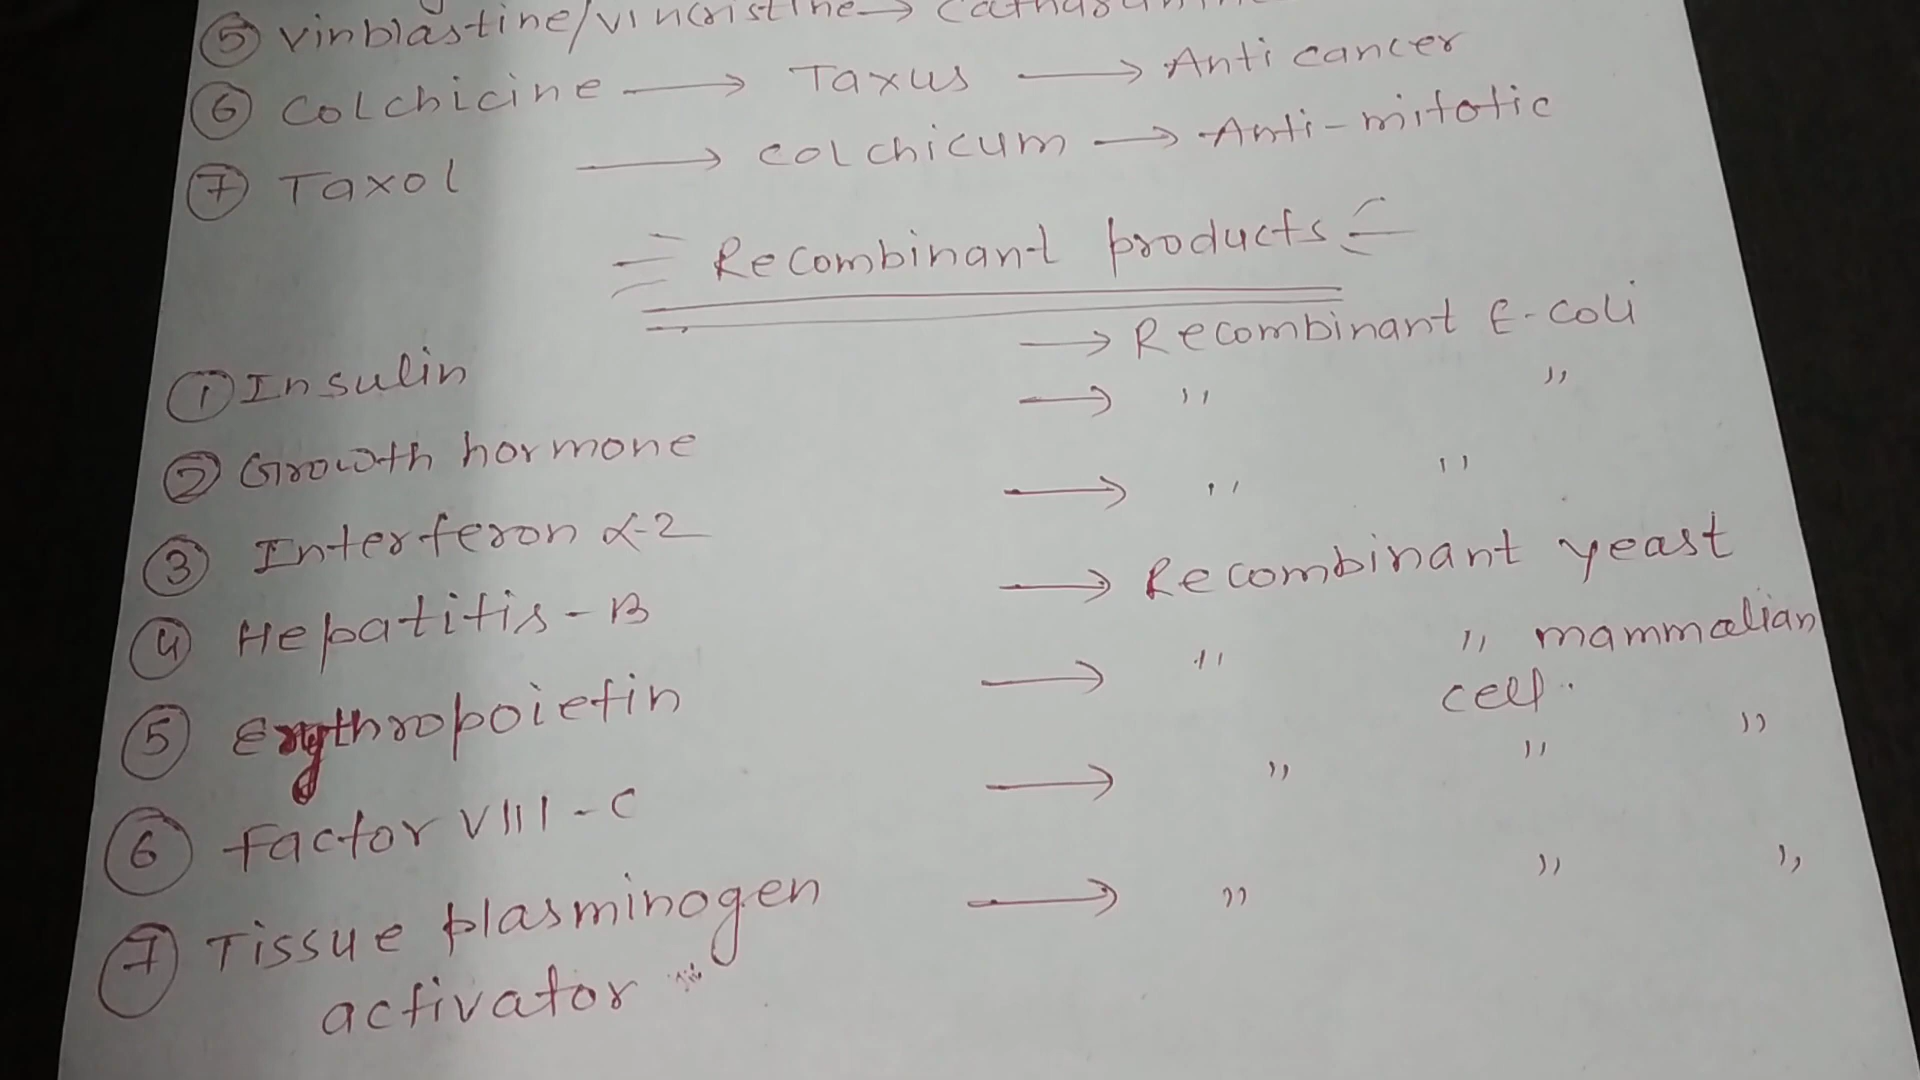 ⑤ Vinblastine/vincristine →
⑥ Colchicine → Taxus → Anti cancer
⑦ Taxol → colchicum → Anti-mitotic
Recombinant products
① Insulin → Recombinant E-coli
② Growth hormone → " "
③ Interferon α-2 → " "
④ Hepatitis-B → Recombinant yeast
⑤ Erythropoietin → " " mammalian
cell.
⑥ Factor VIII-C → " " "
⑦ Tissue plasminogen → " " "
activator